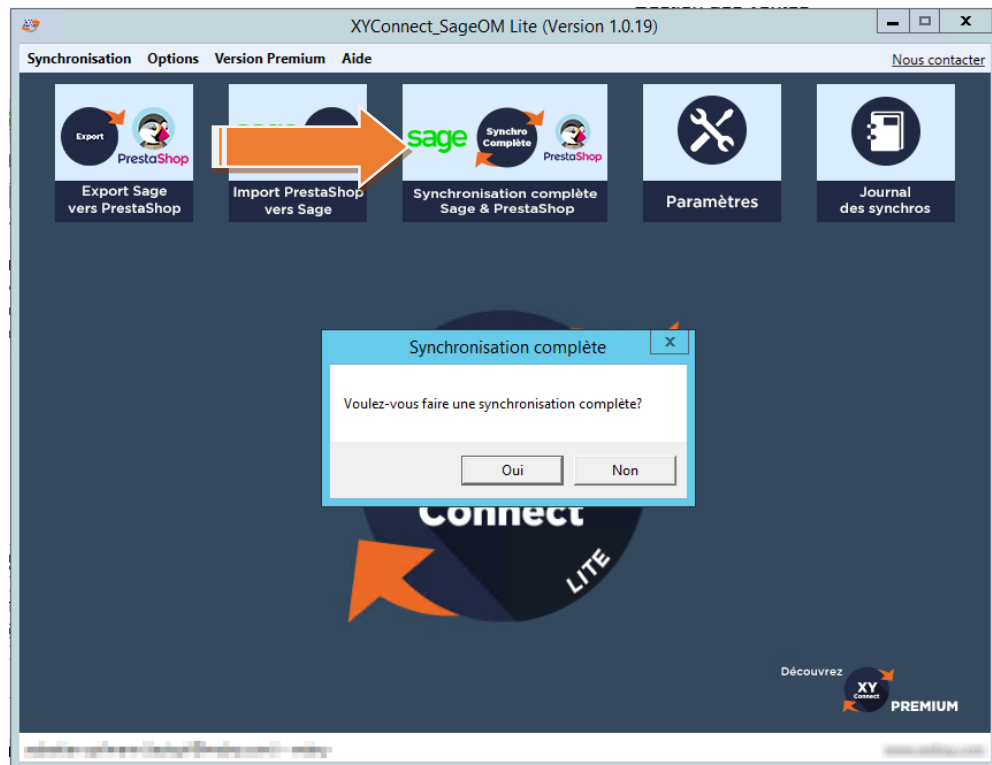 XYConnect_SageOM Lite (Version 1.0.19)
Synchronisation Options Version Premium Aide Nous contacter
Export
PrestaShop
sage
Synchro
Complète
PrestaShop
Export Sage
vers PrestaShop
Import PrestaShop
vers Sage
Synchronisation complète
Sage & PrestaShop
Paramètres
Journal
des synchros
Synchronisation complète
Voulez-vous faire une synchronisation complète?
Oui Non
Connect
LITE
Découvrez
XY
Connect
PREMIUM